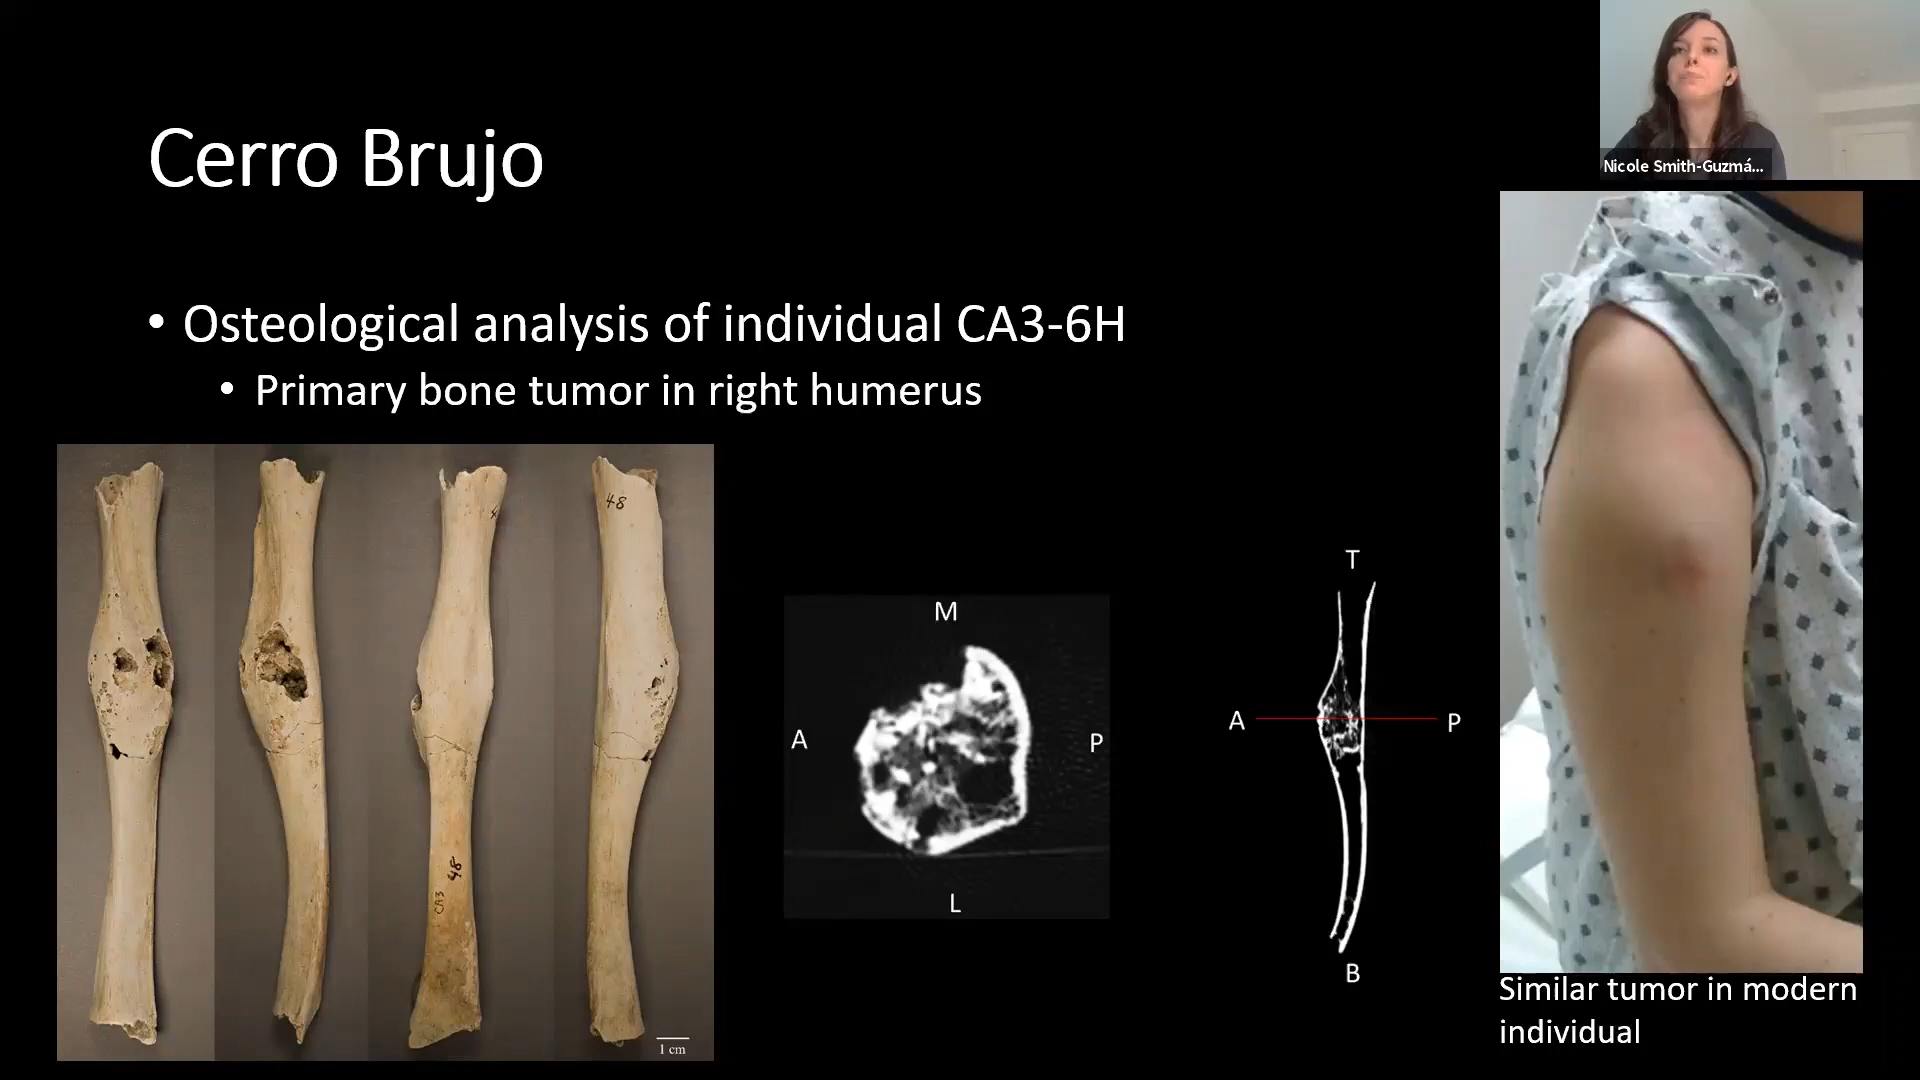 Cerro Brujo
Nicole Smith-Guzmá...
• Osteological analysis of individual CA3-6H
• Primary bone tumor in right humerus
48
CA3
48
1 cm
M
A
P
L
T
A
P
B
Similar tumor in modern
individual